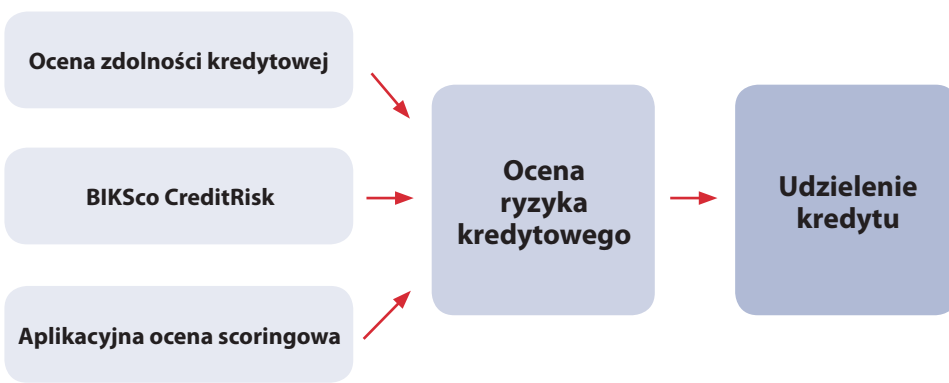 Ocena zdolności kredytowej
BIKSco CreditRisk
Aplikacyjna ocena scoringowa
Ocena
ryzyka
kredytowego
Udzielenie
kredytu